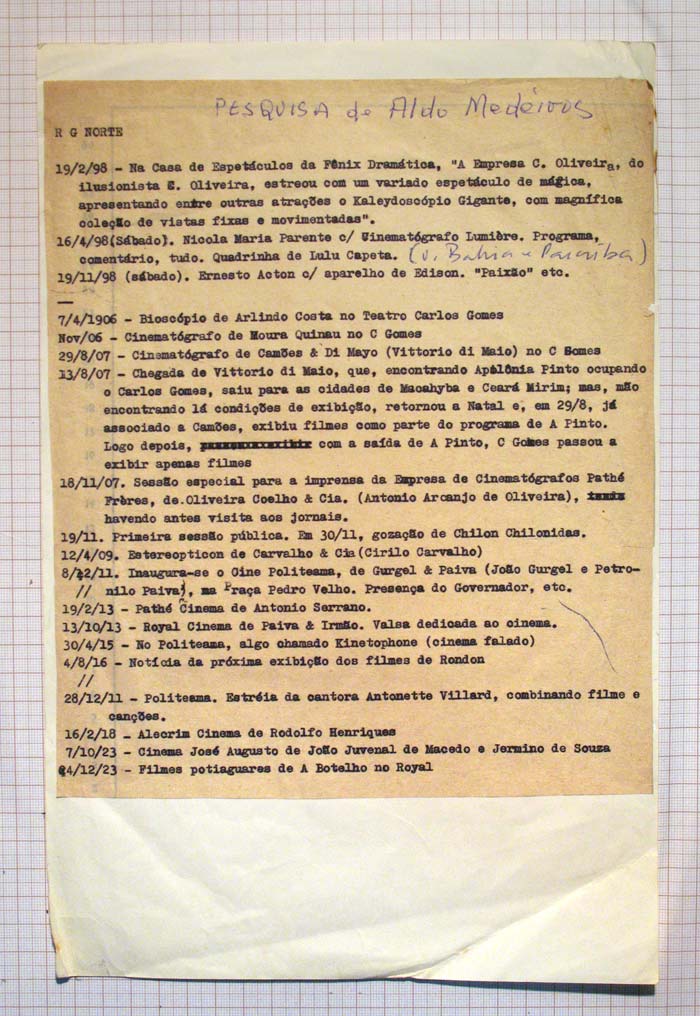 PESQUISA de Aldo Medeiros
R G NORTE
19/2/98 - Na Casa de Espetáculos da Fênix Dramática, "A Empresa C. Oliveira, do
ilusionista C. Oliveira, estreou com um variado espetáculo de mágica,
apresentando entre outras atrações o Kaleydoscópio Gigante, com magnífica
coleção de vistas fixas e movimentadas".
16/4/98(Sábado). Nicola Maria Parente c/ Cinematógrafo Lumière. Programa,
comentário, tudo. Quadrinha de Lulu Capeta. (v. Bahia e Paraíba)
19/11/98 (sábado). Ernesto Acton c/ aparelho de Edison. "Paixão" etc.
—
7/4/1906 - Bioscópio de Arlindo Costa no Teatro Carlos Gomes
Nov/06 - Cinematógrafo de Moura Quinau no C Gomes
29/8/07 - Cinematógrafo de Camões & Di Mayo (Vittorio di Maio) no C Gomes
13/8/07 - Chegada de Vittorio di Maio, que, encontrando Apolônia Pinto ocupando
o Carlos Gomes, saiu para as cidades de Macahyba e Ceará Mirim; mas, mão
encontrando lá condições de exibição, retornou a Natal e, em 29/8, já
associado a Camões, exibiu filmes como parte do programa de A Pinto.
Logo depois, com a saída de A Pinto, C Gomes passou a
exibir apenas filmes
18/11/07. Sessão especial para a imprensa da Empresa de Cinematógrafos Pathé
Frères, de Oliveira Coelho & Cia. (Antonio Arcanjo de Oliveira),
havendo antes visita aos jornais.
19/11. Primeira sessão pública. Em 30/11, gozação de Chilon Chilonidas.
12/4/09. Estereopticon de Carvalho & Cia(Cirilo Carvalho)
8/12/11. Inaugura-se o Cine Politeama, de Gurgel & Paiva (João Gurgel e Petro-
// nilo Paiva), na Praça Pedro Velho. Presença do Governador, etc.
19/2/13 - Pathé Cinema de Antonio Serrano.
13/10/13 - Royal Cinema de Paiva & Irmão. Valsa dedicada ao cinema.
30/4/15 - No Politeama, algo chamado Kinetophone (cinema falado)
4/8/16 - Notícia da próxima exibição dos filmes de Rondon
//
28/12/11 - Politeama. Estréia da cantora Antonette Villard, combinando filme e
canções.
16/2/18 - Alecrim Cinema de Rodolfo Henriques
7/10/23 - Cinema José Augusto de João Juvenal de Macedo e Jermino de Souza
4/12/23 - Filmes potiaguares de A Botelho no Royal